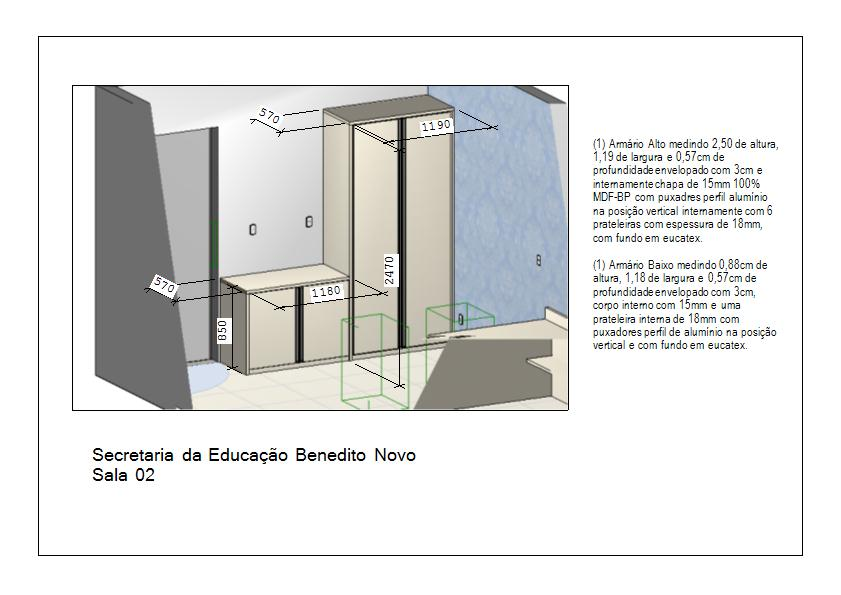 570
1190
(1) Armário Alto medindo 2,50 de altura,
1,19 de largura e 0,57cm de
profundidade envelopado com 3cm e
internamente chapa de 15mm 100%
MDF-BP com puxadres perfil alumínio
na posição vertical internamente com 6
prateleiras com espessura de 18mm,
com fundo em eucatex.
2470
570
1180
850
(1) Armário Baixo medindo 0,88cm de
altura, 1,18 de largura e 0,57cm de
profundidade envelopado com 3cm,
corpo interno com 15mm e uma
prateleira interna de 18mm com
puxadores perfil de alumínio na posição
vertical e com fundo em eucatex.
Secretaria da Educação Benedito Novo
Sala 02